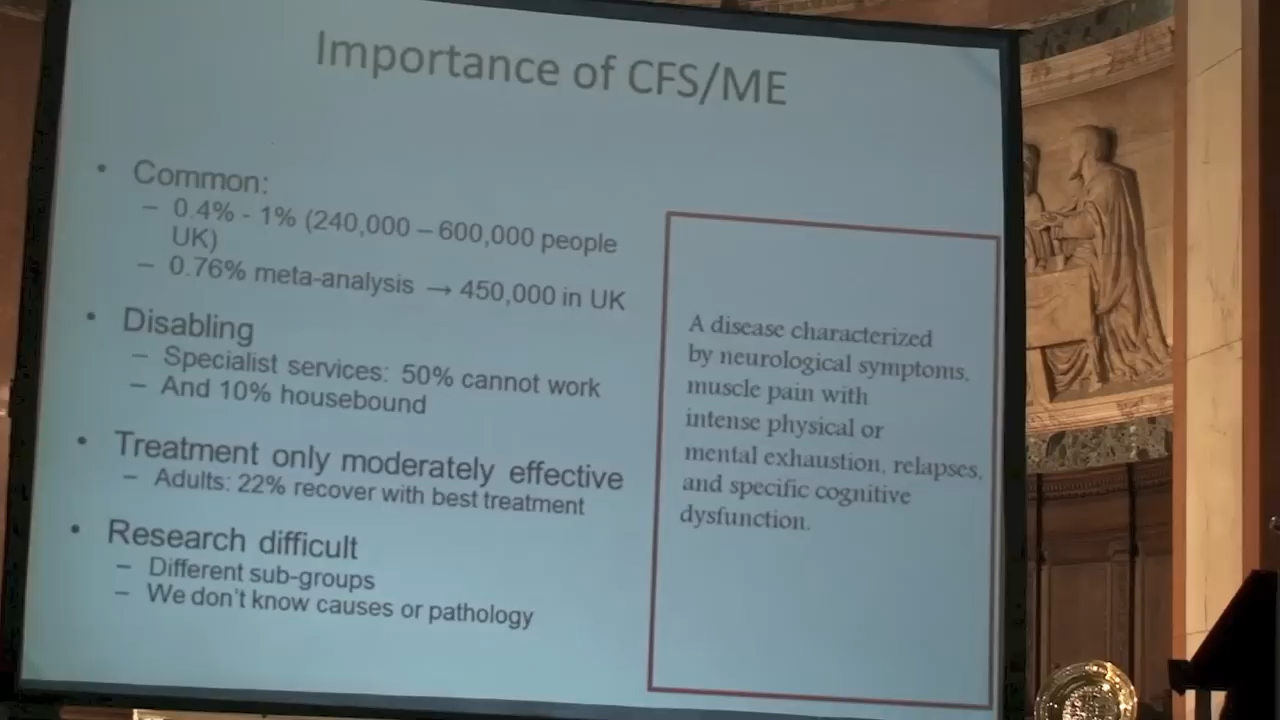 Importance of CFS/ME
• Common:
– 0.4% - 1% (240,000 – 600,000 people
UK)
– 0.76% meta-analysis → 450,000 in UK
• Disabling
– Specialist services: 50% cannot work
– And 10% housebound
• Treatment only moderately effective
– Adults: 22% recover with best treatment
• Research difficult
– Different sub-groups
– We don't know causes or pathology
A disease characterized
by neurological symptoms,
muscle pain with
intense physical or
mental exhaustion, relapses,
and specific cognitive
dysfunction.